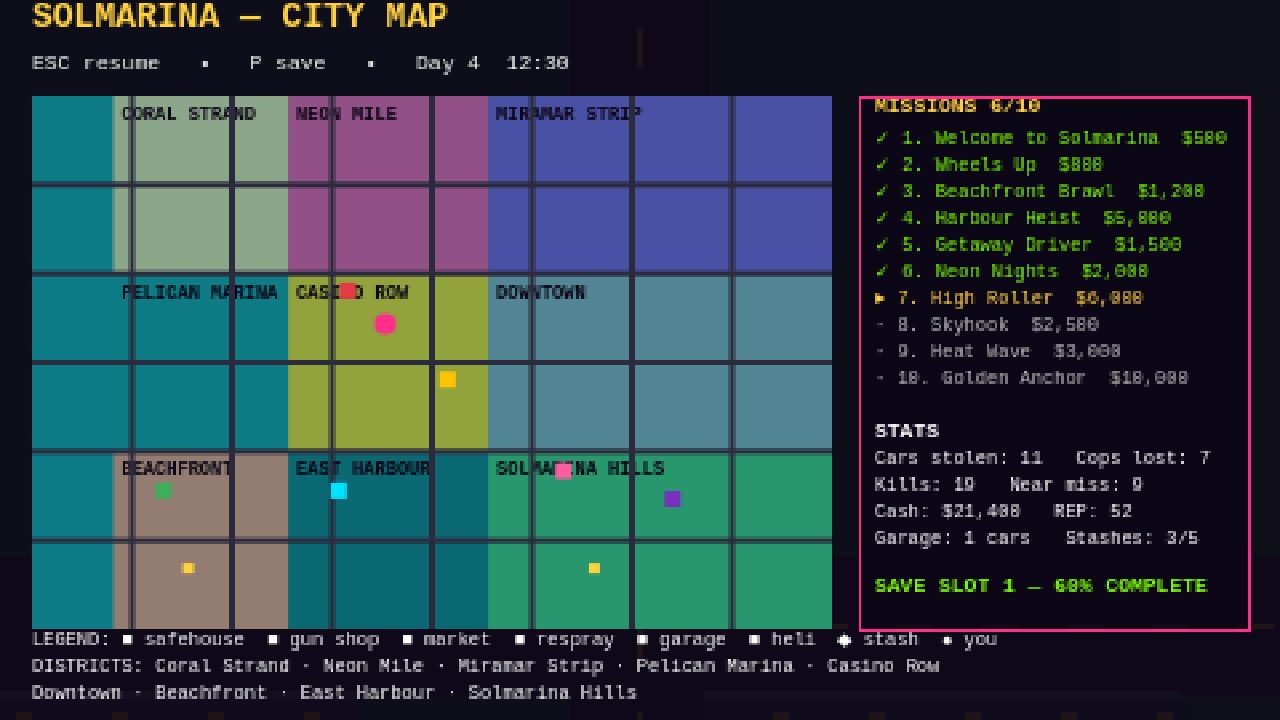 SOLMARINA — CITY MAP
ESC resume • P save • Day 4 12:30
CORAL STRAND NEON MILE MIRAMAR STRIP
PELICAN MARINA CASINO ROW DOWNTOWN
BEACHFRONT EAST HARBOUR SOLMARINA HILLS
MISSIONS 6/10
✓ 1. Welcome to Solmarina $500
✓ 2. Wheels Up $800
✓ 3. Beachfront Brawl $1,200
✓ 4. Harbour Heist $5,000
✓ 5. Getaway Driver $1,500
✓ 6. Neon Nights $2,000
▶ 7. High Roller $6,000
· 8. Skyhook $2,500
· 9. Heat Wave $3,000
· 10. Golden Anchor $10,000
STATS
Cars stolen: 11 Cops lost: 7
Kills: 19 Near miss: 9
Cash: $21,400 REP: 52
Garage: 1 cars Stashes: 3/5
SAVE SLOT 1 — 60% COMPLETE
LEGEND: ■ safehouse ■ gun shop ■ market ■ respray ■ garage ■ heli ◆ stash ● you
DISTRICTS: Coral Strand · Neon Mile · Miramar Strip · Pelican Marina · Casino Row
Downtown · Beachfront · East Harbour · Solmarina Hills